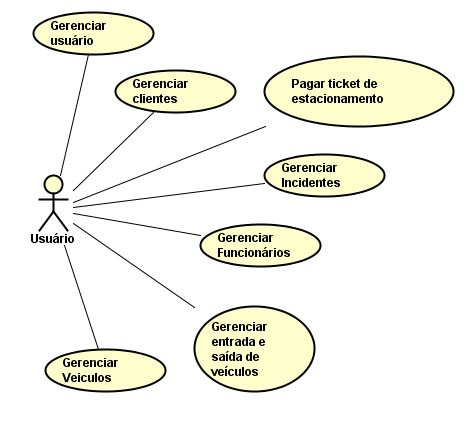 Gerenciar
usuário
Gerenciar
clientes
Pagar ticket de
estacionamento
Gerenciar
Incidentes
Usuário
Gerenciar
Funcionários
Gerenciar
entrada e
saída de
veículos
Gerenciar
Veiculos